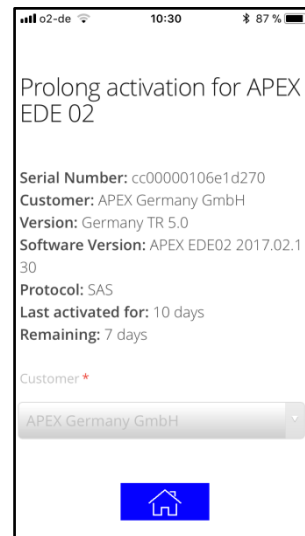 o2-de 10:30 87 %
Prolong activation for APEX
EDE 02
Serial Number: cc00000106e1d270
Customer: APEX Germany GmbH
Version: Germany TR 5.0
Software Version: APEX EDE02 2017.02.1
30
Protocol: SAS
Last activated for: 10 days
Remaining: 7 days
Customer *
APEX Germany GmbH